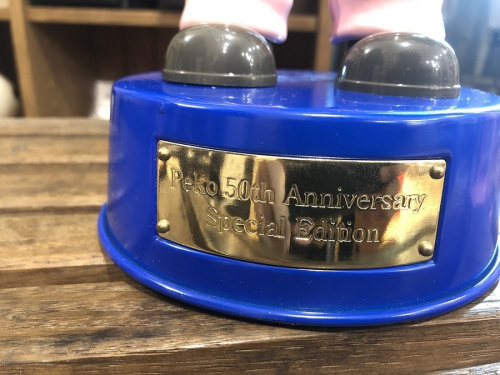 Peko 50th Anniversary
Special Edition